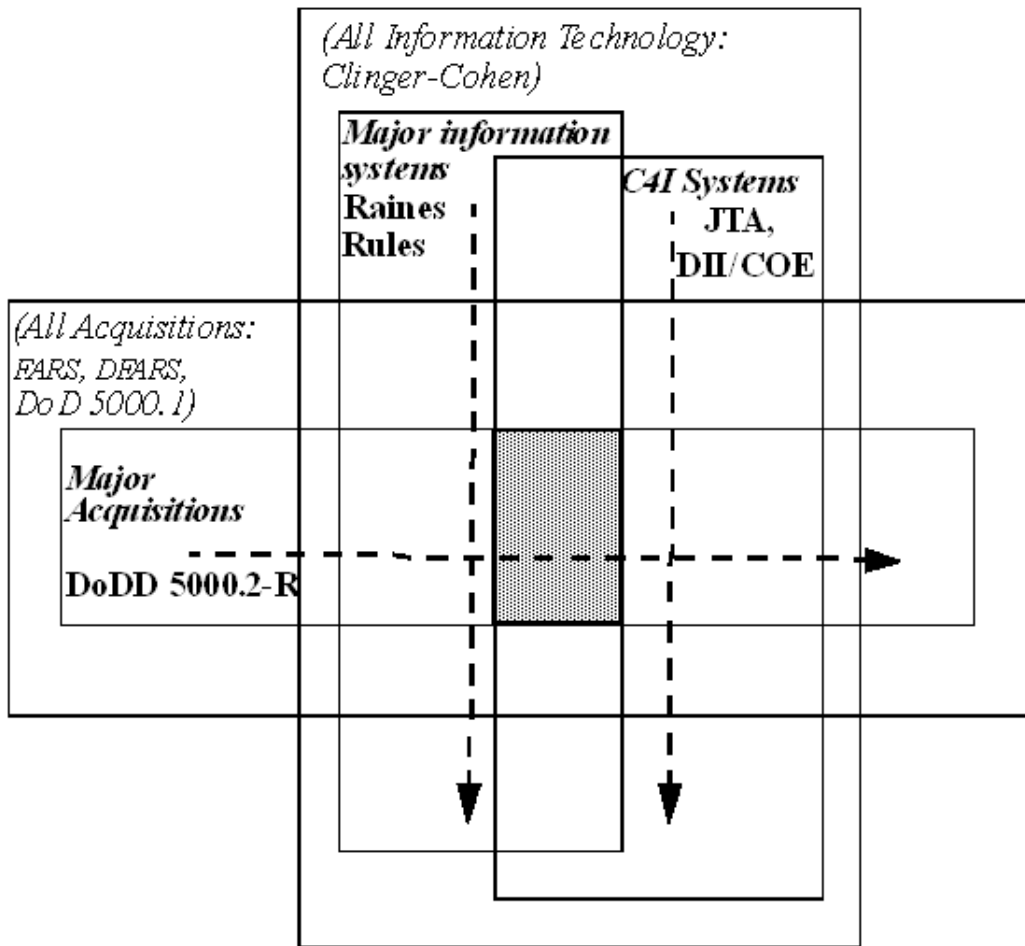 (All Information Technology:
Clinger-Cohen)
Major information
systems
Raines
Rules
C4I Systems
JTA,
DII/COE
(All Acquisitions:
FARS, DFARS,
DoD 5000.1)
Major
Acquisitions
DoDD 5000.2-R